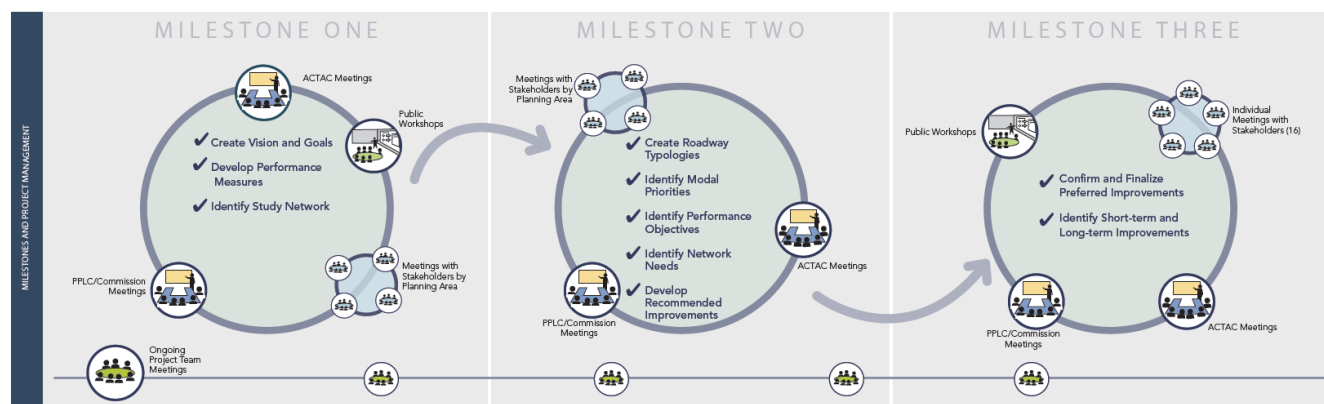 MILESTONES AND PROJECT MANAGEMENT
MILESTONE ONE
ACTAC Meetings
Public
Workshops
✔ Create Vision and Goals
✔ Develop Performance
Measures
✔ Identify Study Network
PPLC/Commission
Meetings
Meetings with
Stakeholders by
Planning Area
Ongoing
Project Team
Meetings
MILESTONE TWO
Meetings with
Stakeholders by
Planning Area
✔ Create Roadway
Typologies
✔ Identify Modal
Priorities
✔ Identify Performance
Objectives
✔ Identify Network
Needs
✔ Develop
Recommended
Improvements
ACTAC Meetings
PPLC/Commission
Meetings
MILESTONE THREE
Public Workshops
Individual
Meetings with
Stakeholders (16)
✔ Confirm and Finalize
Preferred Improvements
✔ Identify Short-term and
Long-term Improvements
PPLC/Commission
Meetings
ACTAC Meetings